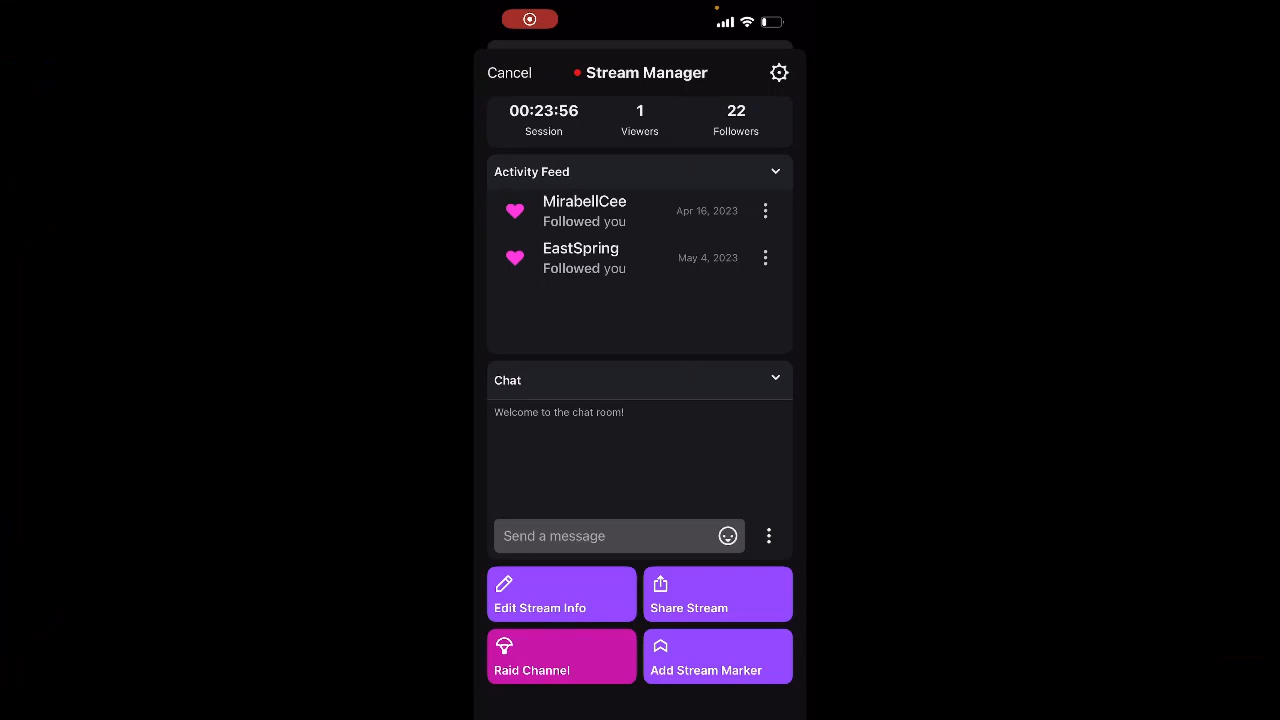 Cancel
Stream Manager
00:23:56
1
22
Session
Viewers
Followers
Activity Feed
MirabellCee
Followed you
Apr 16, 2023
EastSpring
Followed you
May 4, 2023
Chat
Welcome to the chat room!
Send a message
Edit Stream Info
Share Stream
Raid Channel
Add Stream Marker